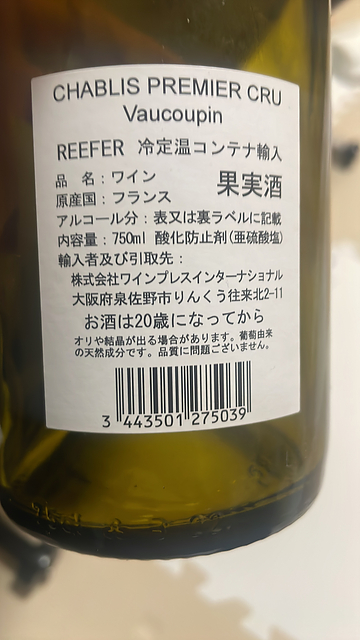 CHABLIS PREMIER CRU
Vaucoupin
REEFER 冷定温コンテナ輸入
品　名：ワイン
果実酒
原産国：フランス
アルコール分：表又は裏ラベルに記載
内容量：750ml 酸化防止剤(亜硫酸塩)
輸入者及び引取先：
株式会社ワインプレスインターナショナル
大阪府泉佐野市りんくう往来北2-11
お酒は20歳になってから
オリや結晶が出る場合があります。葡萄由来
の天然成分です。品質に問題ございません。
3 443501 275039